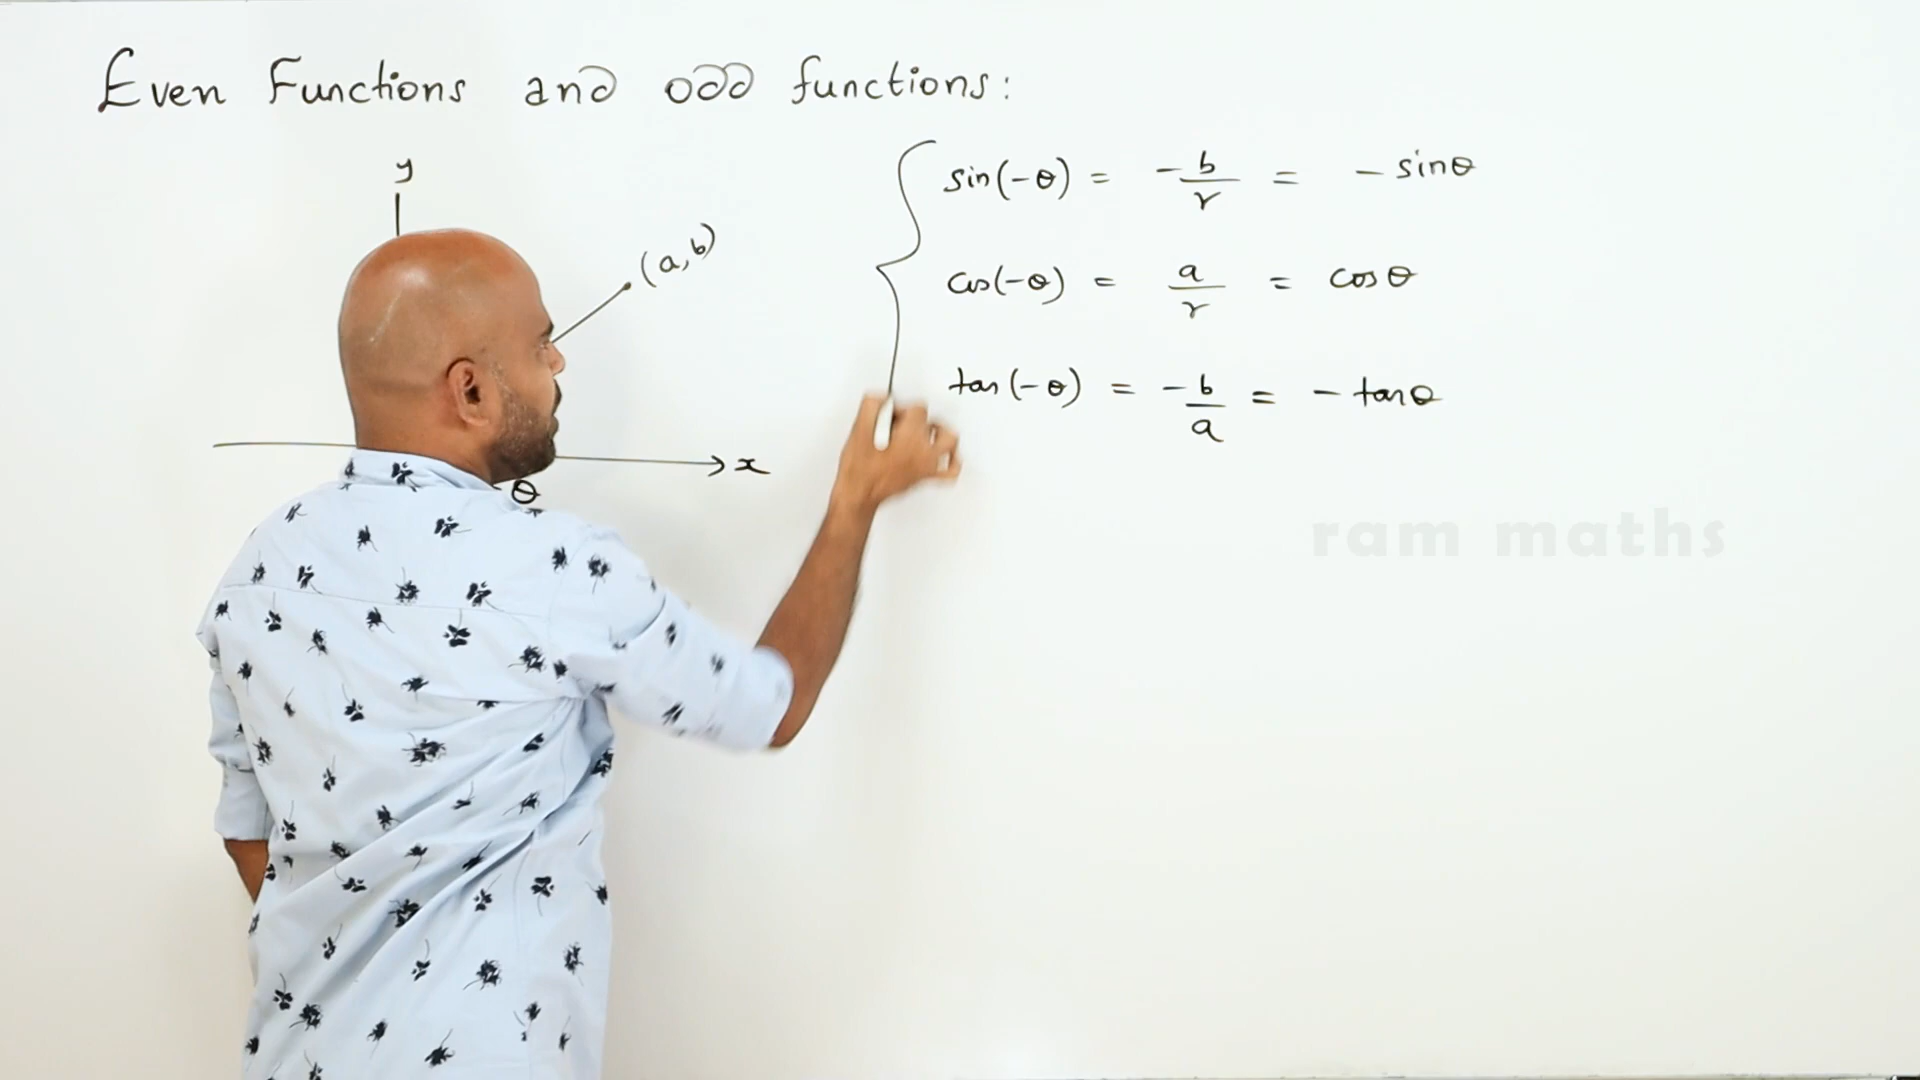 Even Functions and odd functions:
y
(a,b)
x
θ
sin(-θ) = -b/r = - sinθ
cos(-θ) = a/r = cosθ
tan(-θ) = -b/a = - tanθ
ram maths